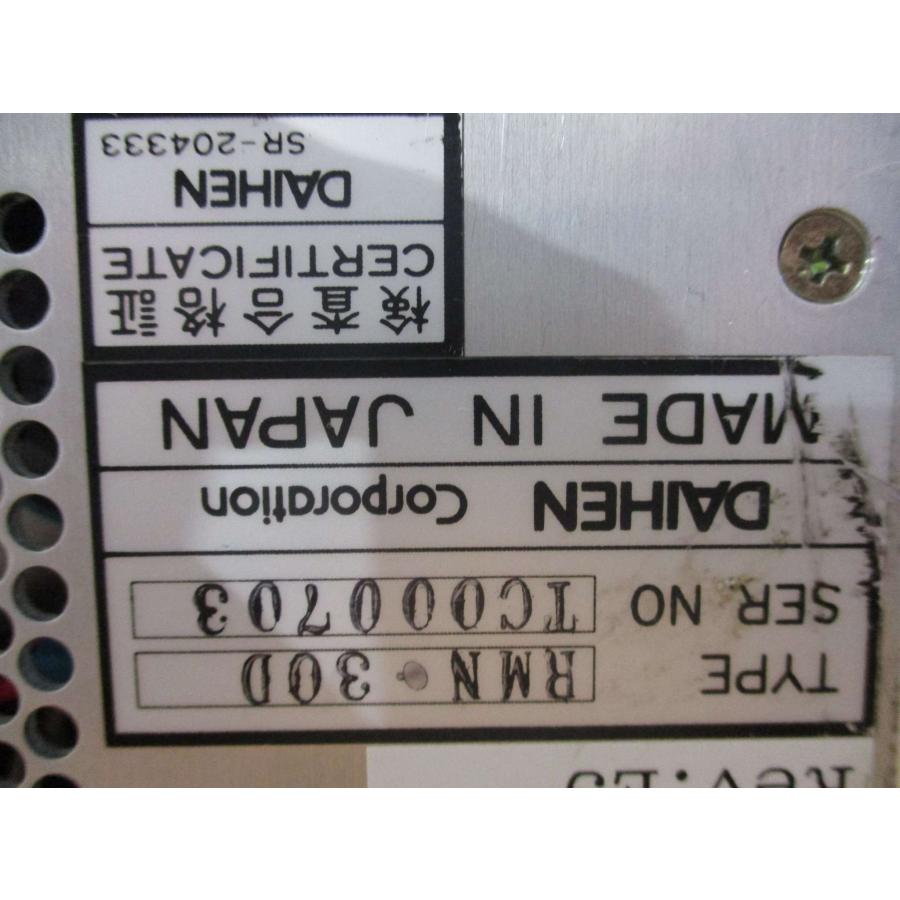 Rev.
TYPE RMN-30D
SER. NO TC000703
DAIHEN Corporation
MADE IN JAPAN
検査合格証
CERTIFICATE
DAIHEN
SR-204333